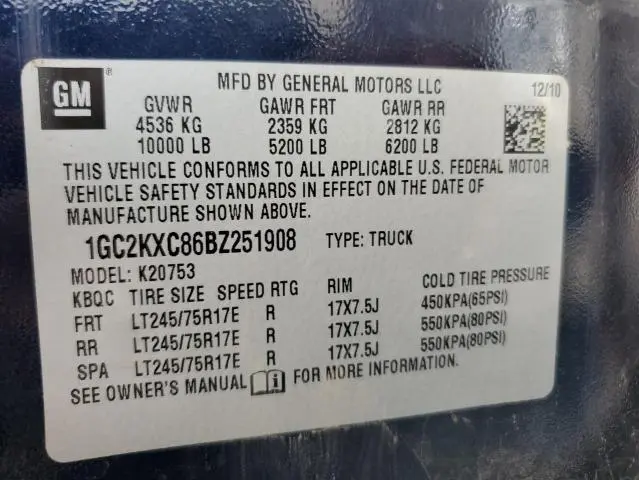 GM ® MFD BY GENERAL MOTORS LLC 12/10
GVWR GAWR FRT GAWR RR
4536 KG 2359 KG 2812 KG
10000 LB 5200 LB 6200 LB
THIS VEHICLE CONFORMS TO ALL APPLICABLE U.S. FEDERAL MOTOR
VEHICLE SAFETY STANDARDS IN EFFECT ON THE DATE OF
MANUFACTURE SHOWN ABOVE.
1GC2KXC86BZ251908 TYPE: TRUCK
MODEL: K20753
KBQC TIRE SIZE SPEED RTG RIM COLD TIRE PRESSURE
FRT LT245/75R17E R 17X7.5J 450KPA(65PSI)
RR LT245/75R17E R 17X7.5J 550KPA(80PSI)
SPA LT245/75R17E R 17X7.5J 550KPA(80PSI)
SEE OWNER'S MANUAL i FOR MORE INFORMATION.